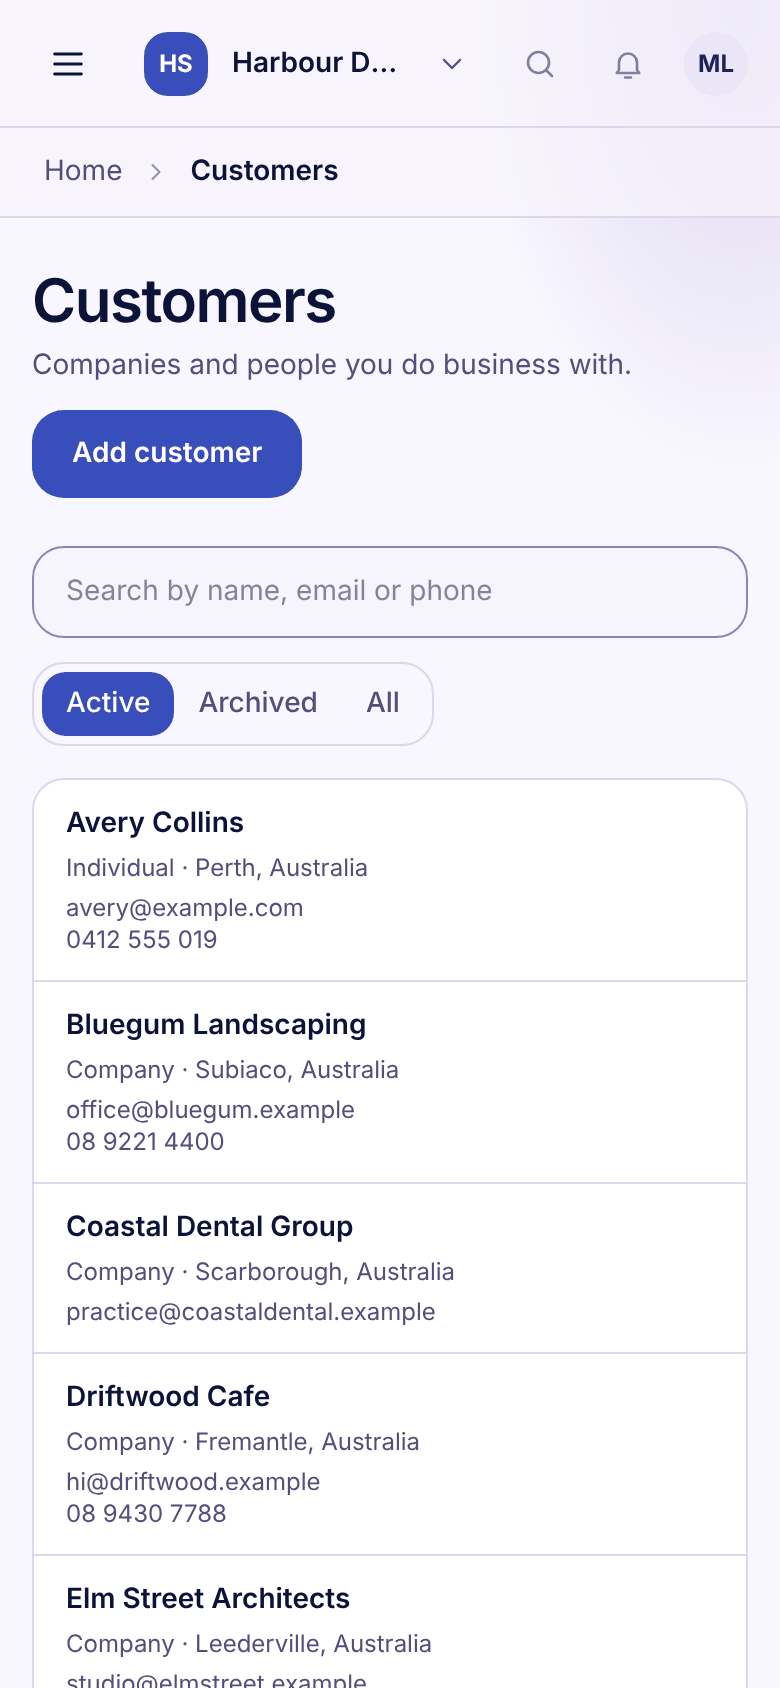 HS Harbour D... ML
Home > Customers
Customers
Companies and people you do business with.
Add customer
Search by name, email or phone
Active Archived All
Avery Collins
Individual · Perth, Australia
avery@example.com
0412 555 019
Bluegum Landscaping
Company · Subiaco, Australia
office@bluegum.example
08 9221 4400
Coastal Dental Group
Company · Scarborough, Australia
practice@coastaldental.example
Driftwood Cafe
Company · Fremantle, Australia
hi@driftwood.example
08 9430 7788
Elm Street Architects
Company · Leederville, Australia
studio@elmstreet.example